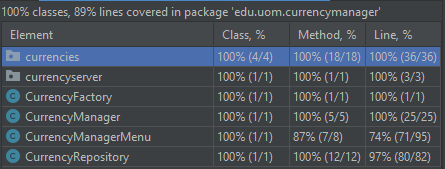 100% classes, 89% lines covered in package 'edu.uom.currencymanager'
Element Class, % Method, % Line, %
currencies 100% (4/4) 100% (18/18) 100% (36/36)
currencyserver 100% (1/1) 100% (1/1) 100% (3/3)
CurrencyFactory 100% (1/1) 100% (1/1) 100% (1/1)
CurrencyManager 100% (1/1) 100% (5/5) 100% (25/25)
CurrencyManagerMenu 100% (1/1) 87% (7/8) 74% (71/95)
CurrencyRepository 100% (1/1) 100% (12/12) 97% (80/82)